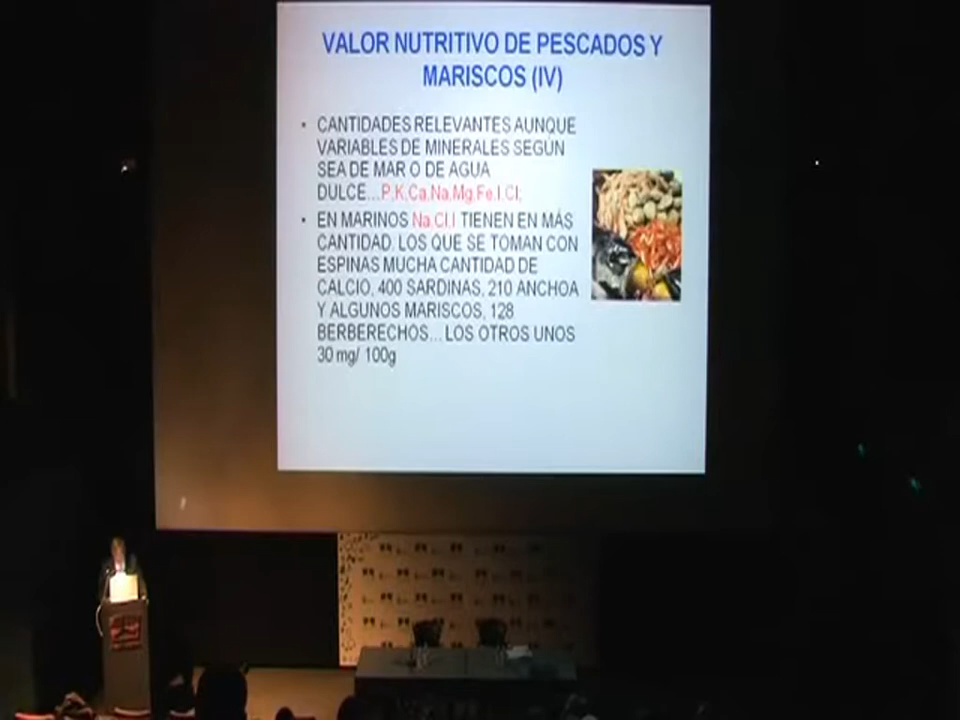 VALOR NUTRITIVO DE PESCADOS Y
MARISCOS (IV)
• CANTIDADES RELEVANTES AUNQUE
VARIABLES DE MINERALES SEGÚN
SEA DE MAR O DE AGUA
DULCE...P,K,Ca,Na,Mg,Fe,I,Cl;
• EN MARINOS Na,Cl,I TIENEN EN MÁS
CANTIDAD. LOS QUE SE TOMAN CON
ESPINAS MUCHA CANTIDAD DE
CALCIO, 400 SARDINAS, 210 ANCHOA
Y ALGUNOS MARISCOS, 128
BERBERECHOS... LOS OTROS UNOS
30 mg/ 100g